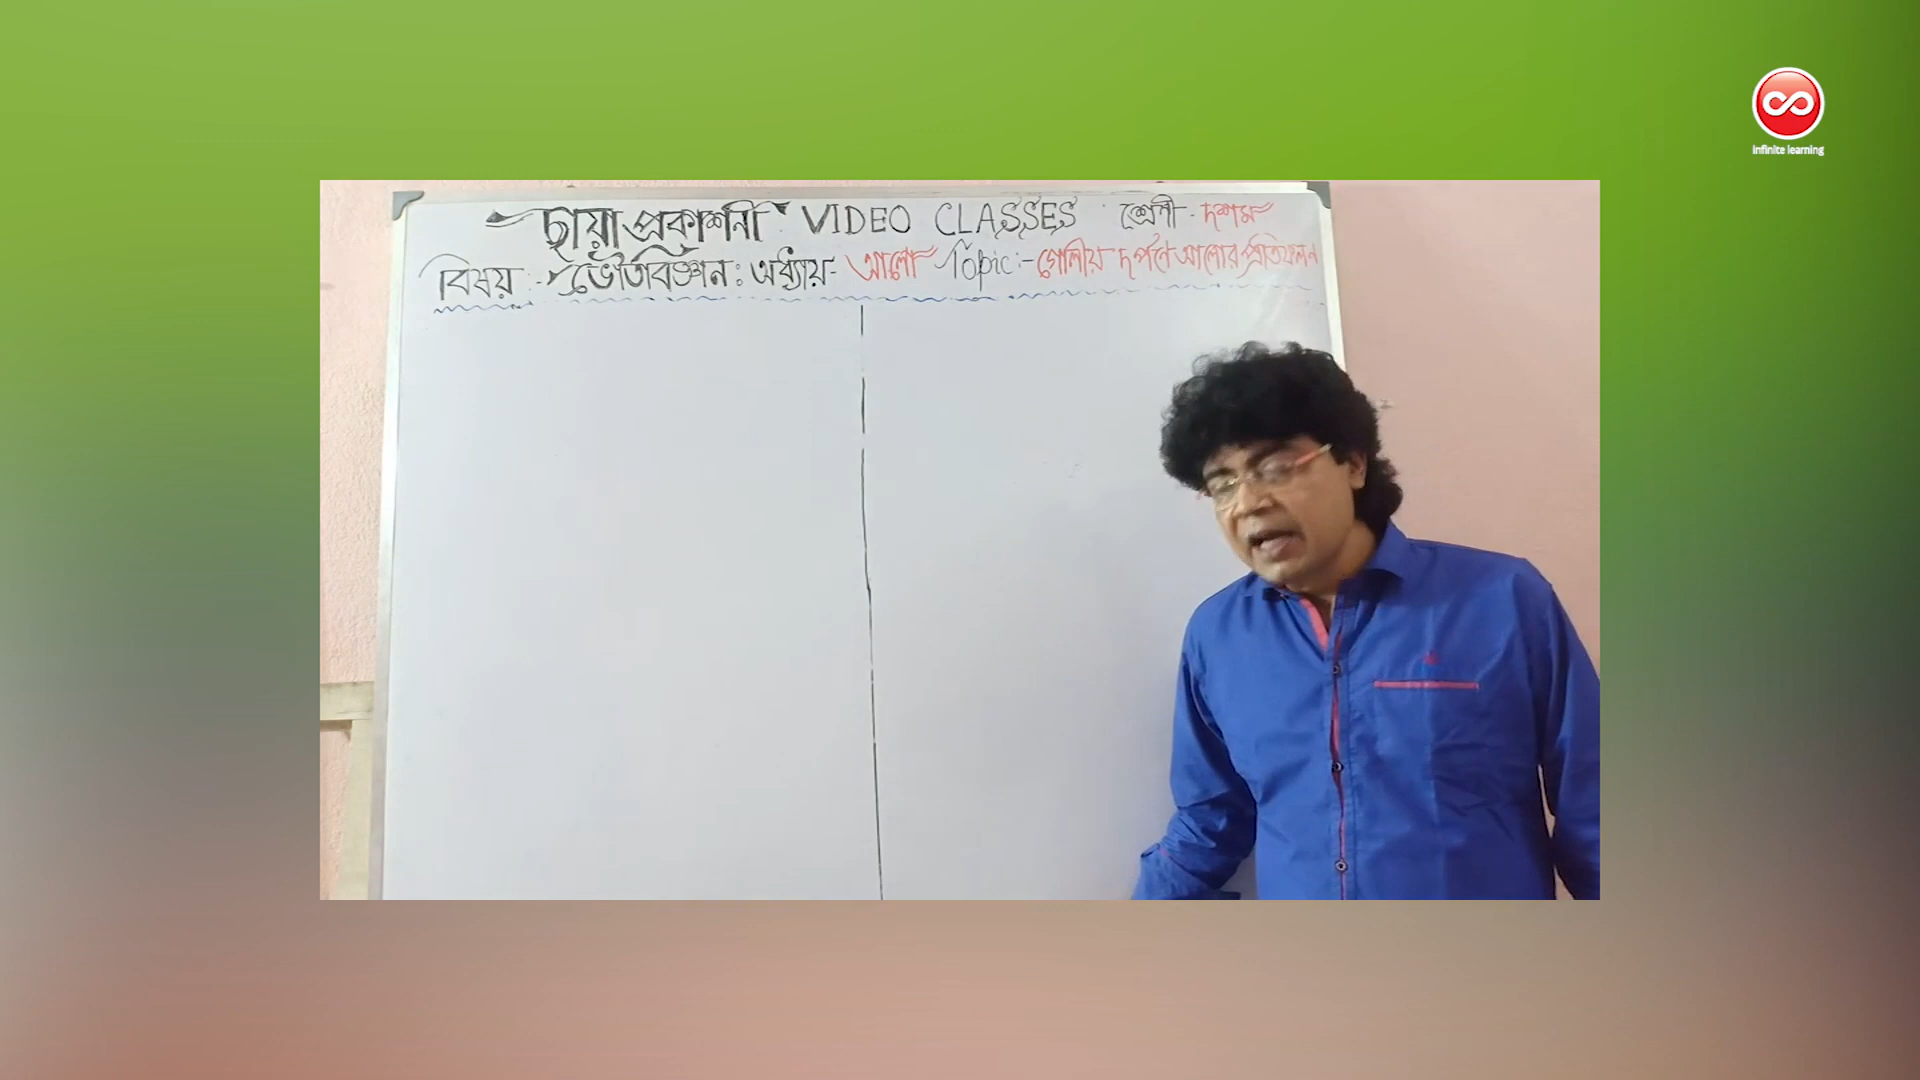 ছায়া প্রকাশনী VIDEO CLASSES শ্রেণী - দশম
বিষয় :- ভৌতবিজ্ঞান : অধ্যায় - আলো Topic :- গোলীয় দর্পণে আলোর প্রতিফলন
infinite learning